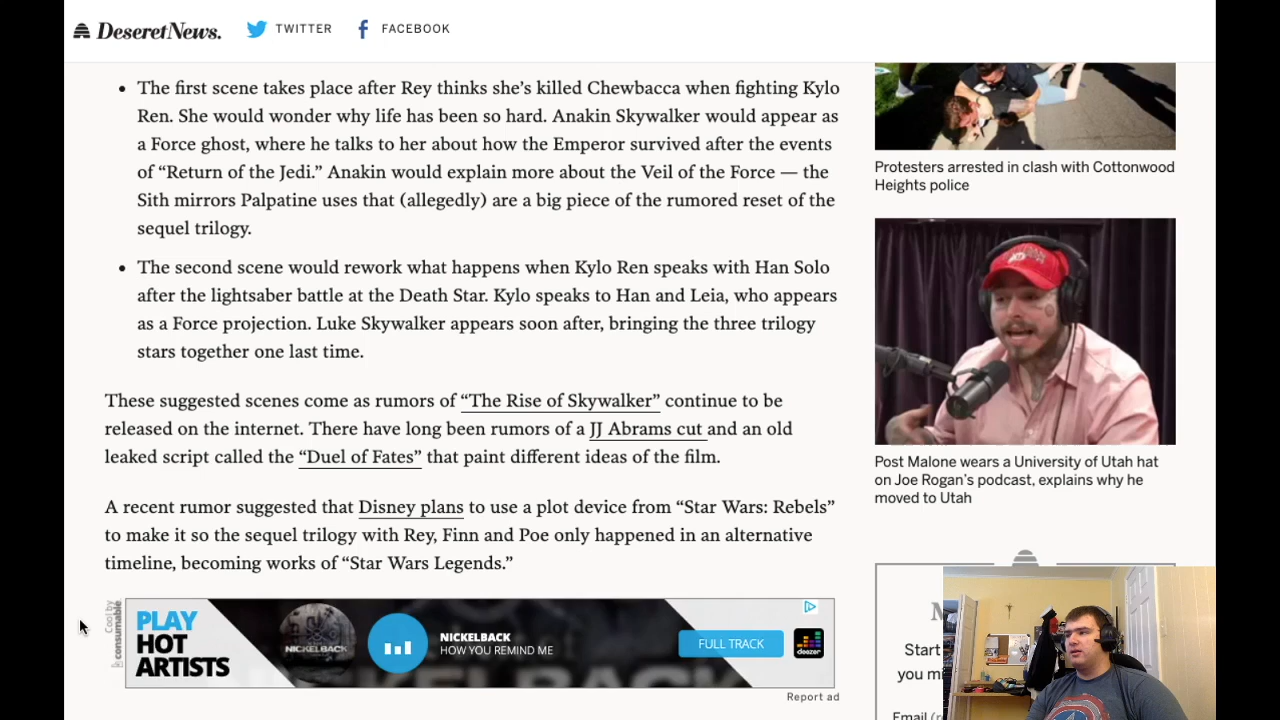 DeseretNews.
TWITTER
FACEBOOK
The first scene takes place after Rey thinks she’s killed Chewbacca when fighting Kylo
Ren. She would wonder why life has been so hard. Anakin Skywalker would appear as
a Force ghost, where he talks to her about how the Emperor survived after the events
of “Return of the Jedi.” Anakin would explain more about the Veil of the Force — the
Sith mirrors Palpatine uses that (allegedly) are a big piece of the rumored reset of the
sequel trilogy.
The second scene would rework what happens when Kylo Ren speaks with Han Solo
after the lightsaber battle at the Death Star. Kylo speaks to Han and Leia, who appears
as a Force projection. Luke Skywalker appears soon after, bringing the three trilogy
stars together one last time.
These suggested scenes come as rumors of “The Rise of Skywalker” continue to be
released on the internet. There have long been rumors of a JJ Abrams cut and an old
leaked script called the “Duel of Fates” that paint different ideas of the film.
A recent rumor suggested that Disney plans to use a plot device from “Star Wars: Rebels”
to make it so the sequel trilogy with Rey, Finn and Poe only happened in an alternative
timeline, becoming works of “Star Wars Legends.”
Cool by
consumable
PLAY
HOT
ARTISTS
NICKELBACK
NICKELBACK
HOW YOU REMIND ME
FULL TRACK
deezer
NICKELBACK
Report ad
Protesters arrested in clash with Cottonwood
Heights police
Post Malone wears a University of Utah hat
on Joe Rogan’s podcast, explains why he
moved to Utah
Start
you mi
Email (r